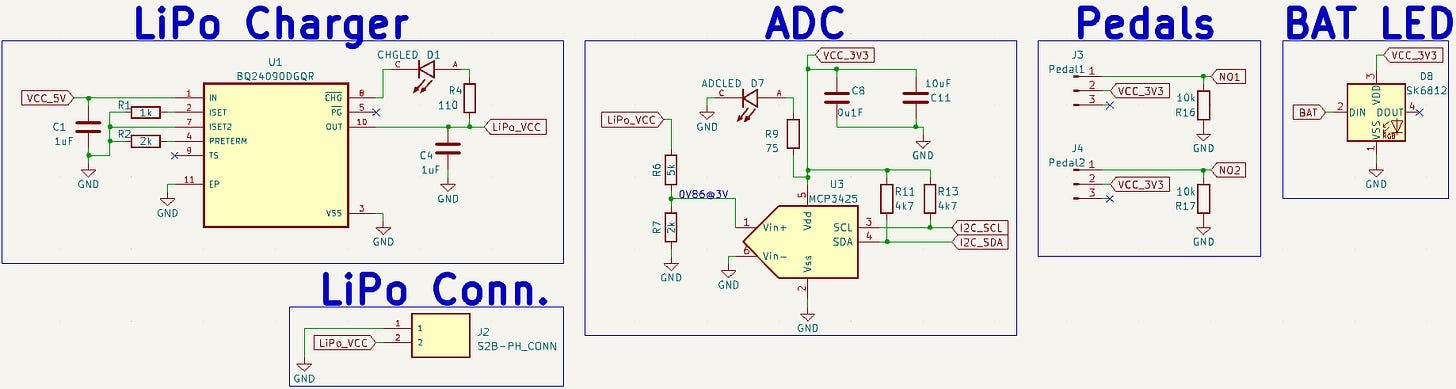 LiPo Charger
U1
BQ24090DGQR
CHGLED D1
C A
VCC_5V
C1
1uF
GND
R1
1k
R2
2k
1 IN
2 ISET
7 ISET2
4 PRETERM
9 TS
11 EP
GND
CHG 8
PG 5
OUT 10
VSS 3
GND
R4
110
LiPo_VCC
C4
1uF
GND
LiPo Conn.
GND
LiPo_VCC
1 1
2 2
J2
S2B-PH_CONN
ADC
VCC_3V3
ADCLED D7
C A
GND
R9
75
C8
0u1F
10uF
C11
GND
LiPo_VCC
R6
5k
0V86@3V
R7
2k
GND
U3
MCP3425
5
Vdd
1 Vin+
6 Vin-
GND
SCL 3
SDA 4
Vss
2
GND
R11
4k7
R13
4k7
I2C_SCL
I2C_SDA
Pedals
J3
Pedal1
1
2
3
VCC_3V3
NO1
10k
R16
GND
J4
Pedal2
1
2
3
VCC_3V3
NO2
10k
R17
GND
BAT LED
VCC_3V3
3
VDD
D8
SK6812
BAT
2 DIN
DOUT 4
RGB
VSS
1
GND